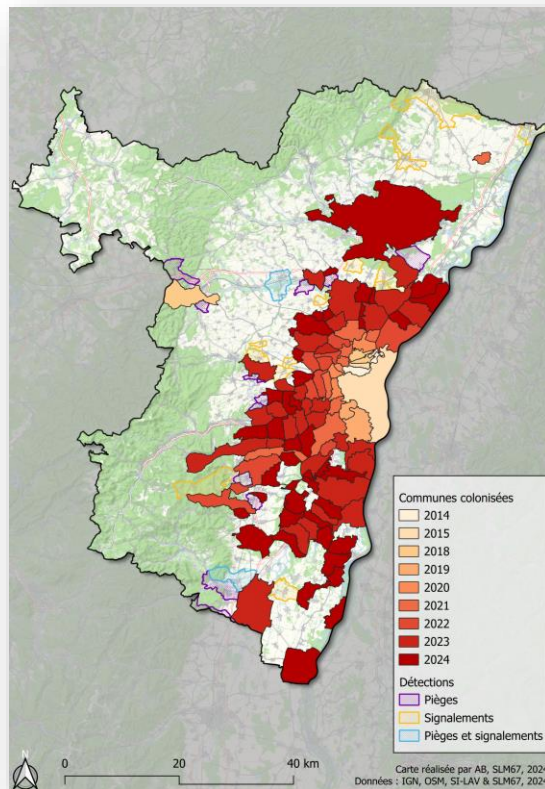 Communes colonisées
2014
2015
2018
2019
2020
2021
2022
2023
2024
Détections
Pièges
Signalements
Pièges et signalements
N
0 20 40 km
Carte réalisée par AB, SLM67, 2024
Données : IGN, OSM, SI-LAV & SLM67, 2024